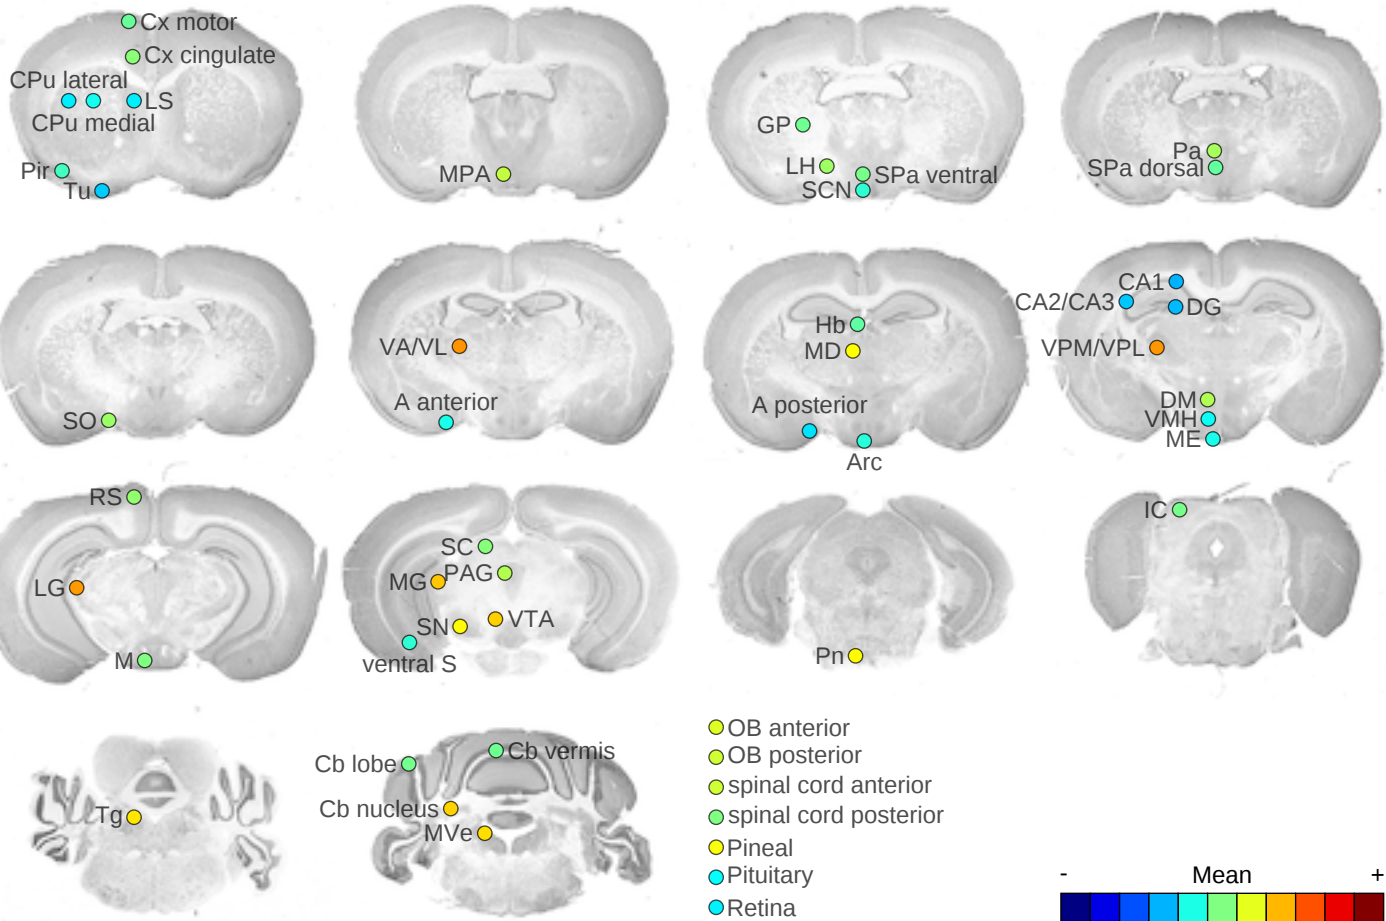 Cx motor
Cx cingulate
CPu lateral
LS
CPu medial
Pir
Tu
MPA
GP
LH
SPa ventral
SCN
Pa
SPa dorsal
SO
VA/VL
A anterior
Hb
MD
A posterior
Arc
CA1
CA2/CA3
DG
VPM/VPL
DM
VMH
ME
RS
LG
M
SC
PAG
MG
VTA
SN
ventral S
Pn
IC
Tg
Cb vermis
Cb lobe
Cb nucleus
MVe
OB anterior
OB posterior
spinal cord anterior
spinal cord posterior
Pineal
Pituitary
Retina
- Mean +